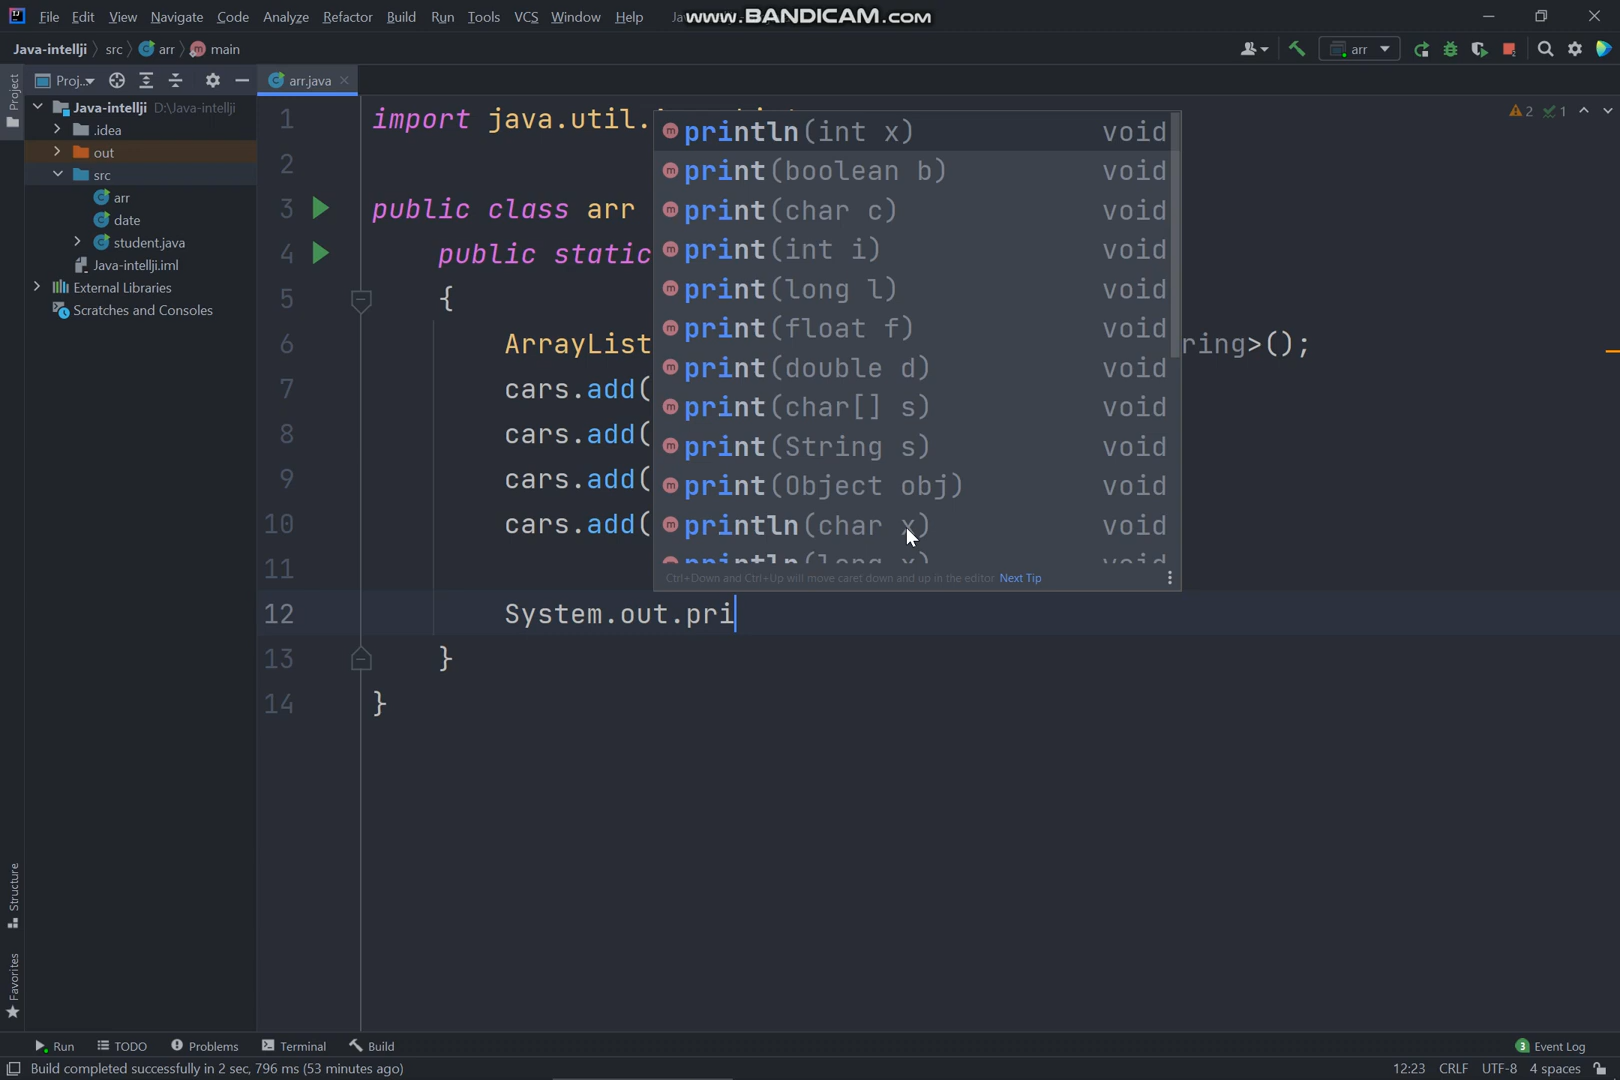 File Edit View Navigate Code Analyze Refactor Build Run Tools VCS Window Help www.BANDICAM.com
Java-intellji src arr main arr
Project Proj... arr.java
Java-intellji D:\Java-intellji
.idea
out
src
arr
date
student.java
Java-intellji.iml
External Libraries
Scratches and Consoles
2 1
1 import java.util.
2
3 public class arr
4 public static
5 {
6 ArrayList ring>();
7 cars.add(
8 cars.add(
9 cars.add(
10 cars.add(
11
12 System.out.pri
13 }
14 }
println(int x) void
print(boolean b) void
print(char c) void
print(int i) void
print(long l) void
print(float f) void
print(double d) void
print(char[] s) void
print(String s) void
print(Object obj) void
println(char x) void
println(long x) void
Ctrl+Down and Ctrl+Up will move caret down and up in the editor Next Tip
Structure
Favorites
Run TODO Problems Terminal Build 3 Event Log
Build completed successfully in 2 sec, 796 ms (53 minutes ago) 12:23 CRLF UTF-8 4 spaces